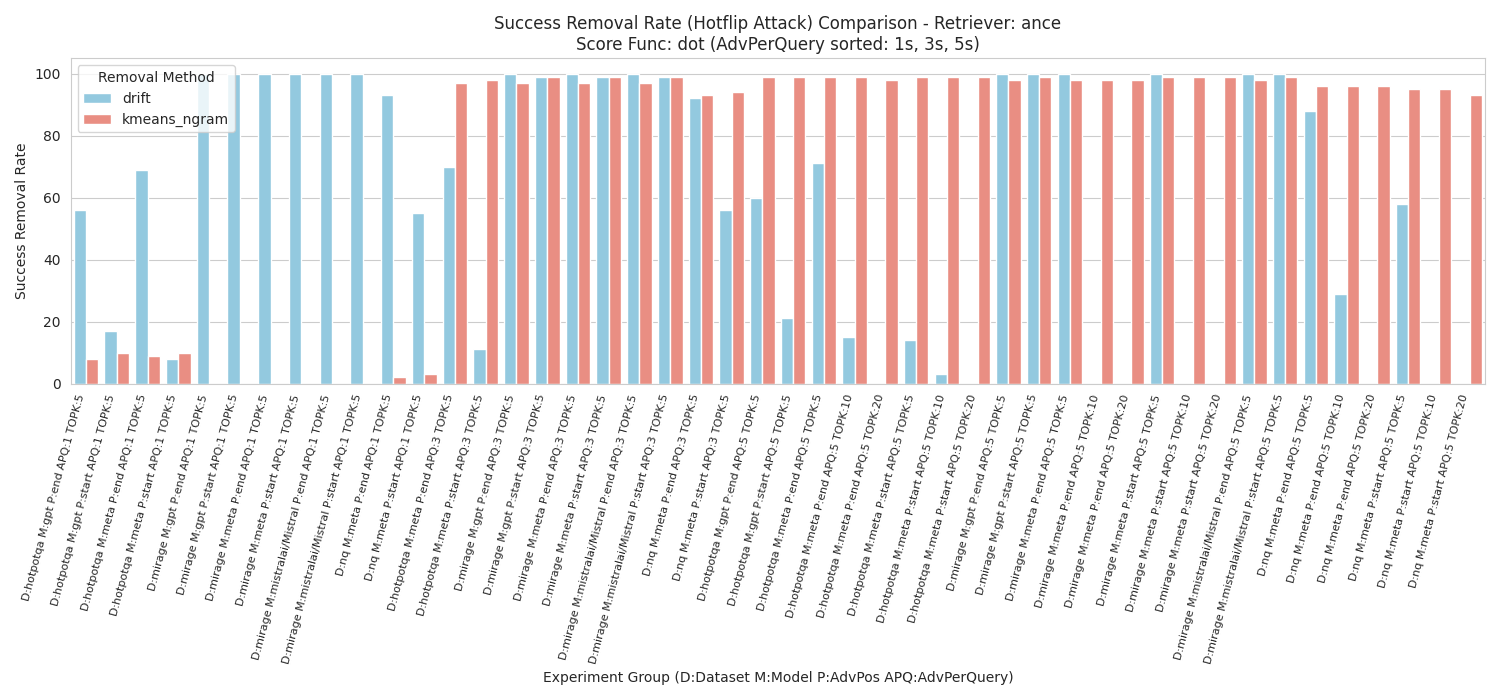 Success Removal Rate (Hotflip Attack) Comparison - Retriever: ance
Score Func: dot (AdvPerQuery sorted: 1s, 3s, 5s)
Removal Method
drift
kmeans_ngram
Success Removal Rate
100
80
60
40
20
0
D:hotpotqa M:gpt P:end APQ:1 TOPK:5
D:hotpotqa M:gpt P:start APQ:1 TOPK:5
D:hotpotqa M:meta P:end APQ:1 TOPK:5
D:hotpotqa M:meta P:start APQ:1 TOPK:5
D:mirage M:gpt P:end APQ:1 TOPK:5
D:mirage M:gpt P:start APQ:1 TOPK:5
D:mirage M:meta P:end APQ:1 TOPK:5
D:mirage M:meta P:start APQ:1 TOPK:5
D:mirage M:mistralai/Mistral P:end APQ:1 TOPK:5
D:mirage M:mistralai/Mistral P:start APQ:1 TOPK:5
D:nq M:meta P:end APQ:1 TOPK:5
D:nq M:meta P:start APQ:1 TOPK:5
D:hotpotqa M:meta P:end APQ:3 TOPK:5
D:hotpotqa M:meta P:start APQ:3 TOPK:5
D:mirage M:gpt P:end APQ:3 TOPK:5
D:mirage M:gpt P:start APQ:3 TOPK:5
D:mirage M:meta P:end APQ:3 TOPK:5
D:mirage M:meta P:start APQ:3 TOPK:5
D:mirage M:mistralai/Mistral P:end APQ:3 TOPK:5
D:mirage M:mistralai/Mistral P:start APQ:3 TOPK:5
D:nq M:meta P:end APQ:3 TOPK:5
D:nq M:meta P:start APQ:3 TOPK:5
D:hotpotqa M:gpt P:end APQ:5 TOPK:5
D:hotpotqa M:gpt P:start APQ:5 TOPK:5
D:hotpotqa M:meta P:end APQ:5 TOPK:5
D:hotpotqa M:meta P:end APQ:5 TOPK:10
D:hotpotqa M:meta P:end APQ:5 TOPK:20
D:hotpotqa M:meta P:start APQ:5 TOPK:5
D:hotpotqa M:meta P:start APQ:5 TOPK:10
D:hotpotqa M:meta P:start APQ:5 TOPK:20
D:mirage M:gpt P:end APQ:5 TOPK:5
D:mirage M:gpt P:start APQ:5 TOPK:5
D:mirage M:meta P:end APQ:5 TOPK:5
D:mirage M:meta P:end APQ:5 TOPK:10
D:mirage M:meta P:end APQ:5 TOPK:20
D:mirage M:meta P:start APQ:5 TOPK:5
D:mirage M:meta P:start APQ:5 TOPK:10
D:mirage M:meta P:start APQ:5 TOPK:20
D:mirage M:mistralai/Mistral P:end APQ:5 TOPK:5
D:mirage M:mistralai/Mistral P:start APQ:5 TOPK:5
D:nq M:meta P:end APQ:5 TOPK:5
D:nq M:meta P:end APQ:5 TOPK:10
D:nq M:meta P:end APQ:5 TOPK:20
D:nq M:meta P:start APQ:5 TOPK:5
D:nq M:meta P:start APQ:5 TOPK:10
D:nq M:meta P:start APQ:5 TOPK:20
Experiment Group (D:Dataset M:Model P:AdvPos APQ:AdvPerQuery)